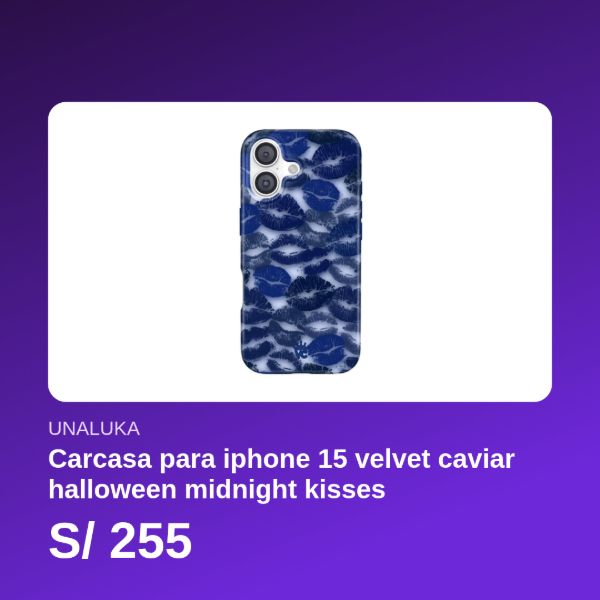 UNALUKA
Carcasa para iphone 15 velvet caviar
halloween midnight kisses
S/ 255